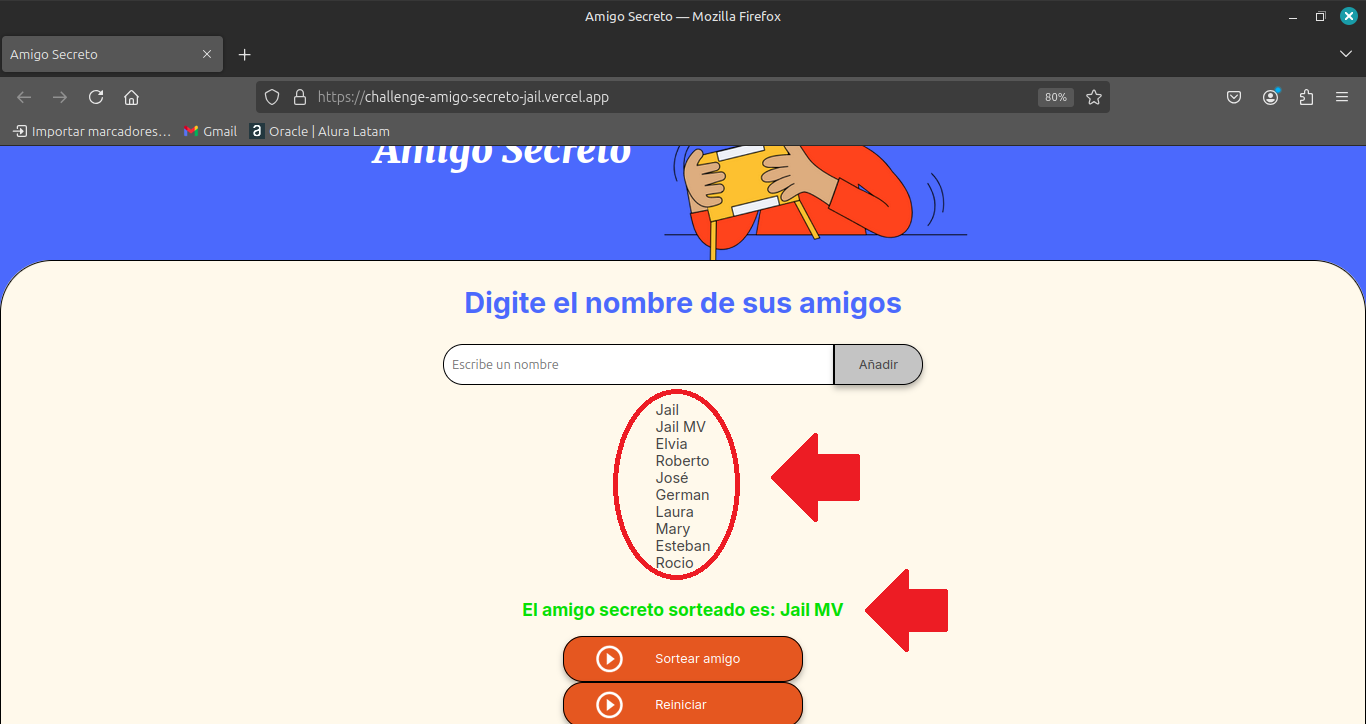 Amigo Secreto — Mozilla Firefox
Amigo Secreto
https://challenge-amigo-secreto-jail.vercel.app
80%
Importar marcadores…
Gmail
a Oracle | Alura Latam
Amigo Secreto
Digite el nombre de sus amigos
Escribe un nombre
Añadir
Jail
Jail MV
Elvia
Roberto
José
German
Laura
Mary
Esteban
Rocio
El amigo secreto sorteado es: Jail MV
Sortear amigo
Reiniciar